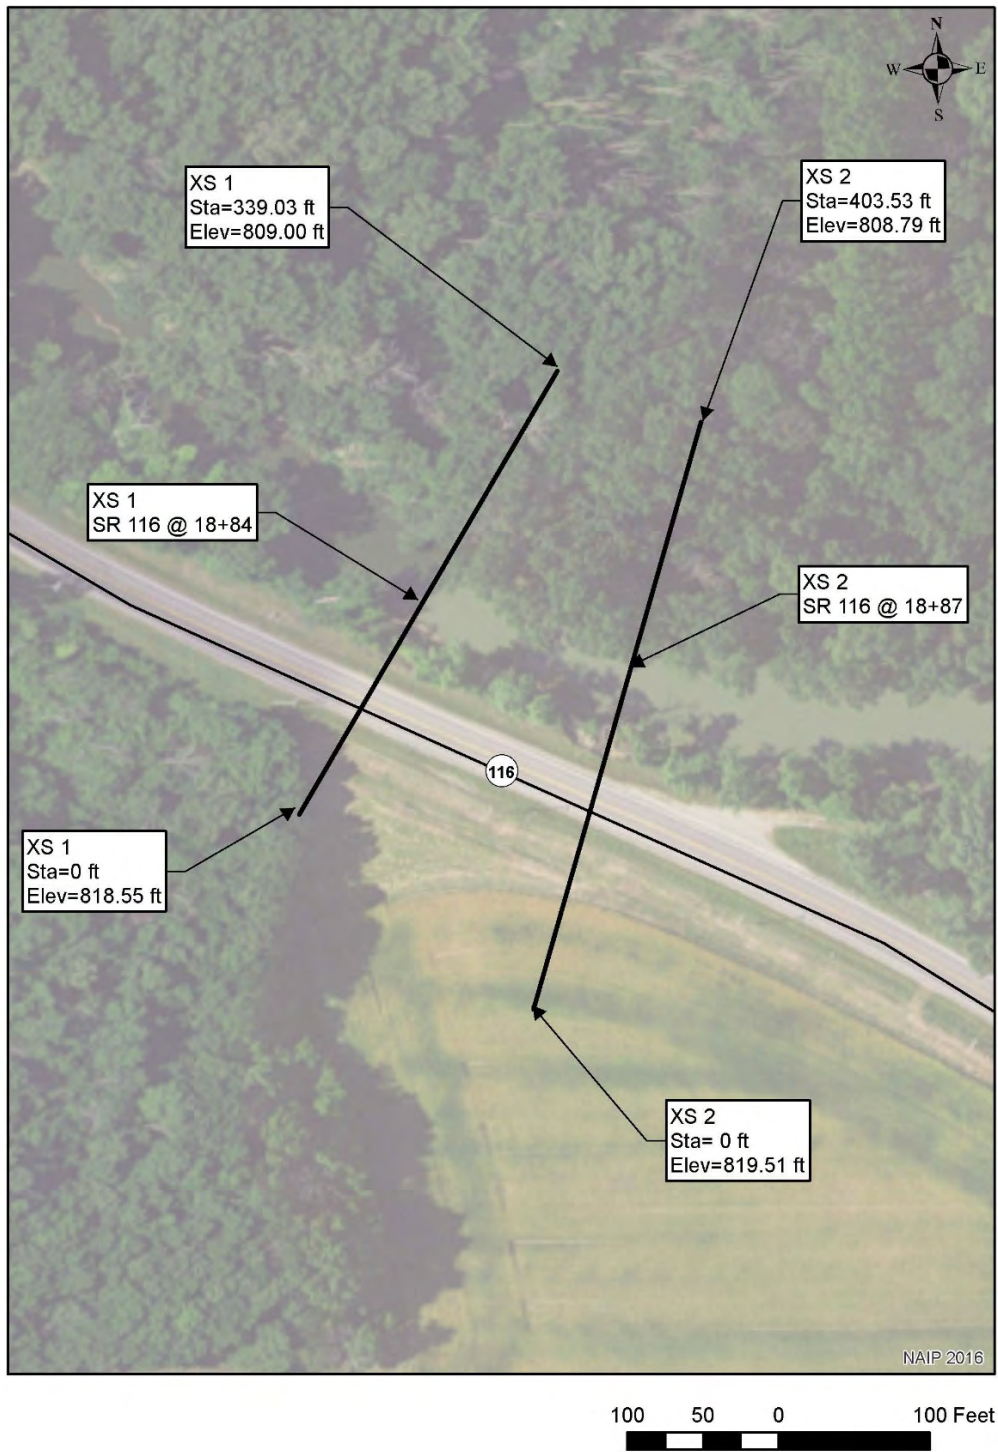 N
W E
S
XS 1
Sta=339.03 ft
Elev=809.00 ft
XS 2
Sta=403.53 ft
Elev=808.79 ft
XS 1
SR 116 @ 18+84
XS 2
SR 116 @ 18+87
116
XS 1
Sta=0 ft
Elev=818.55 ft
XS 2
Sta= 0 ft
Elev=819.51 ft
NAIP 2016
100 50 0 100 Feet